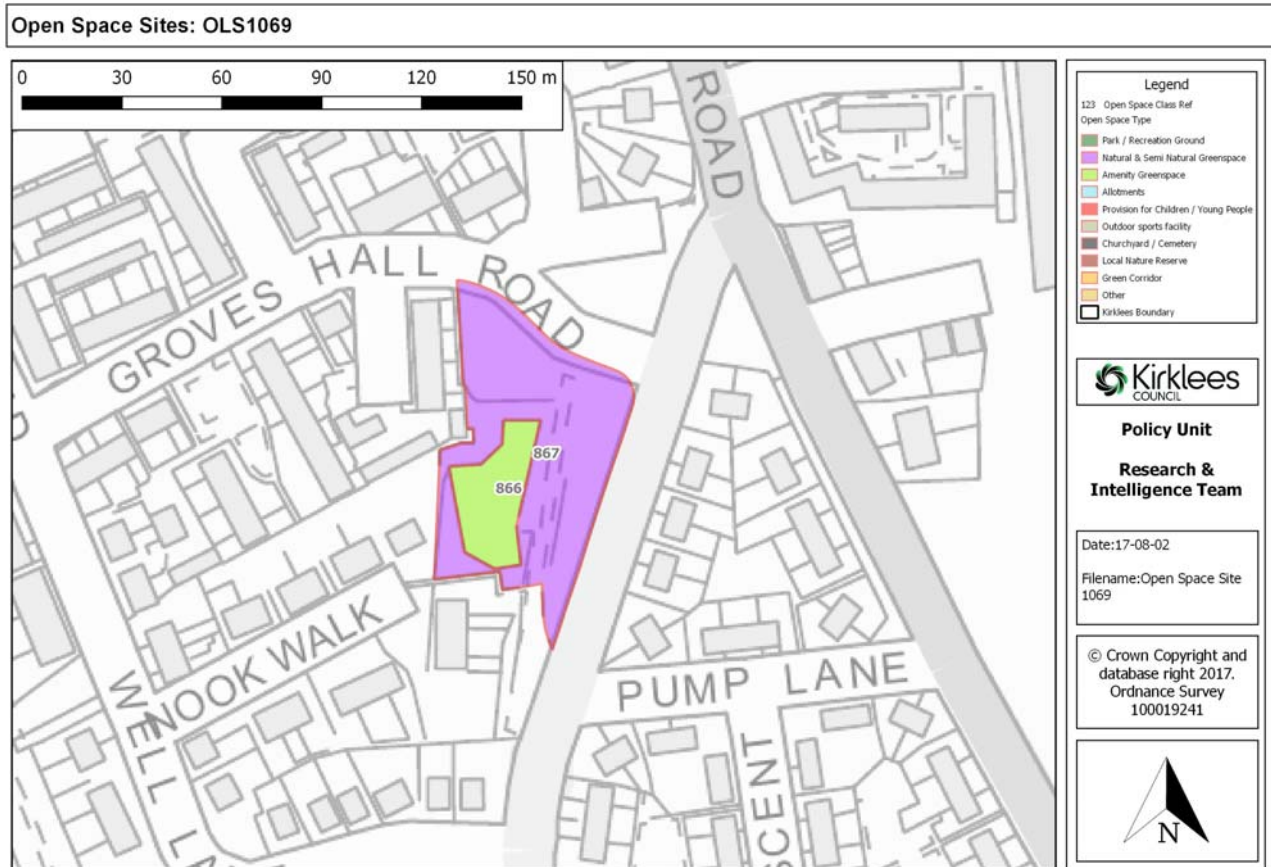 Open Space Sites: OLS1069
0 30 60 90 120 150 m
ROAD
GROVES HALL ROAD
867
866
NOOK WALK
WELL LA
PUMP LANE
SCENT
Legend
123 Open Space Class Ref
Open Space Type
Park / Recreation Ground
Natural & Semi Natural Greenspace
Amenity Greenspace
Allotments
Provision for Children / Young People
Outdoor sports facility
Churchyard / Cemetery
Local Nature Reserve
Green Corridor
Other
Kirklees Boundary
Kirklees
COUNCIL
Policy Unit
Research &
Intelligence Team
Date:17-08-02
Filename:Open Space Site
1069
© Crown Copyright and
database right 2017.
Ordnance Survey
100019241
N